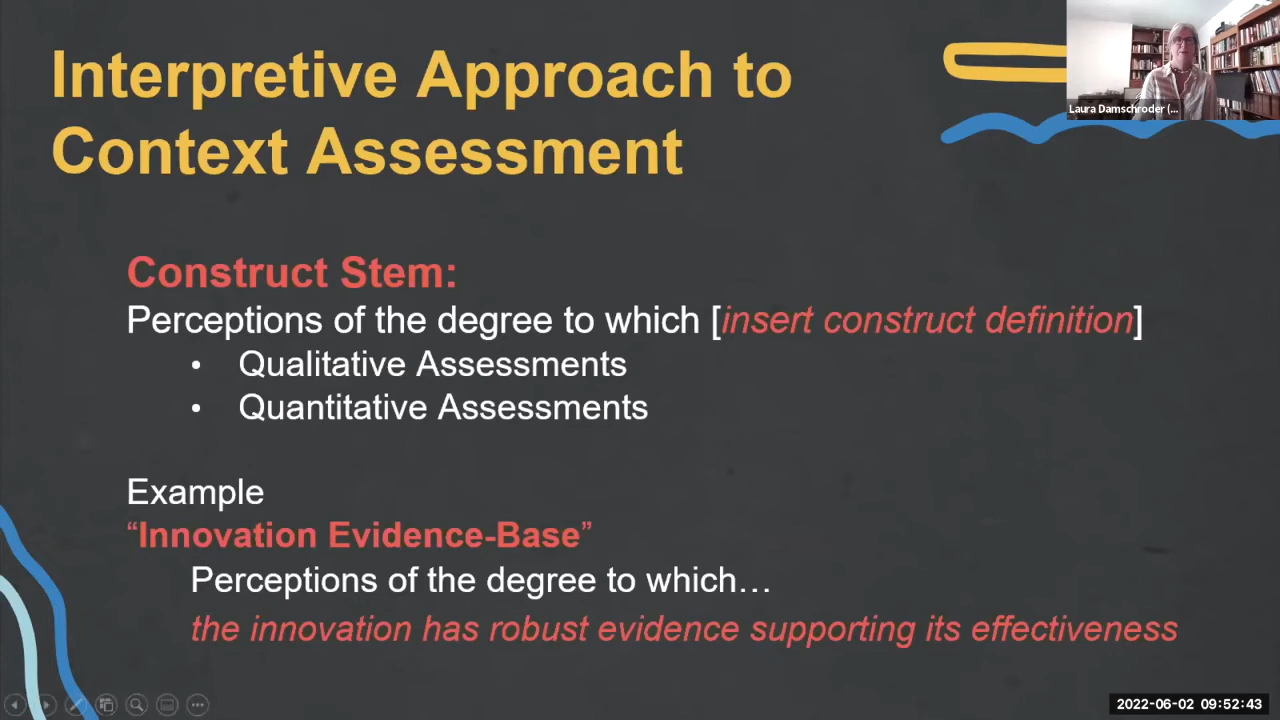 Interpretive Approach to
Context Assessment
Laura Damschroder (...
Construct Stem:
Perceptions of the degree to which [insert construct definition]
• Qualitative Assessments
• Quantitative Assessments
Example
“Innovation Evidence-Base”
Perceptions of the degree to which…
the innovation has robust evidence supporting its effectiveness
2022-06-02 09:52:43